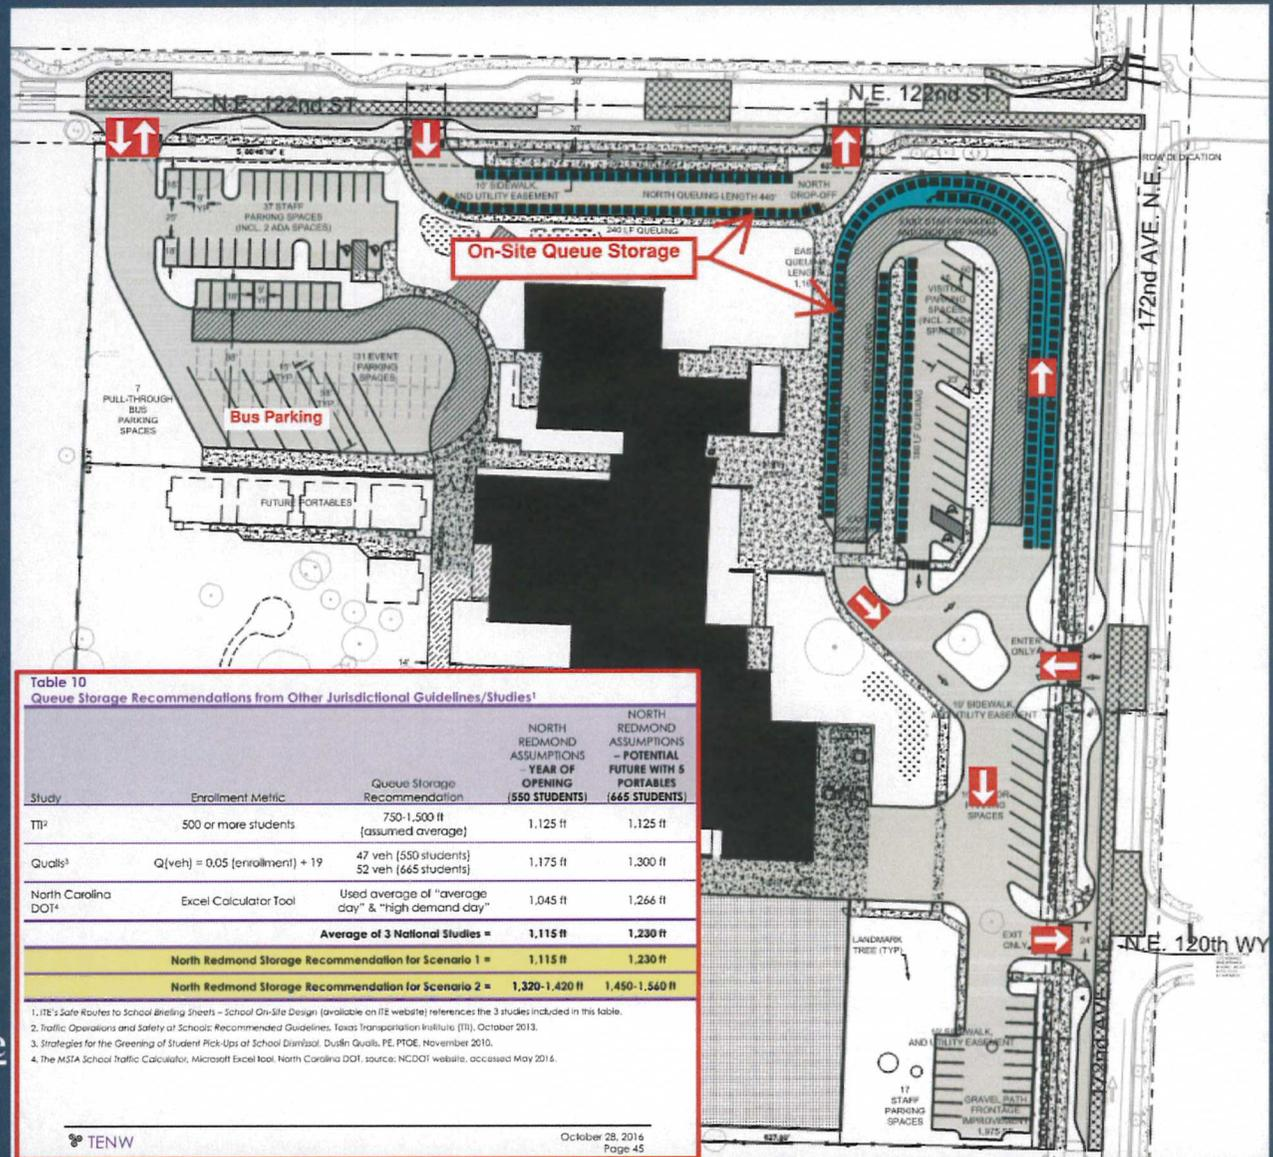 N.E. 122nd ST
24'
30'
N.E. 122nd ST
ROW DEDICATION
172nd AVE. N.E.
10' SIDEWALK,
AND UTILITY EASEMENT
NORTH QUEUING LENGTH 440'
NORTH
DROP-OFF
240 LF QUEUING
37 STAFF
PARKING SPACES
(INCL. 2 ADA SPACES)
25'
On-Site Queue Storage
31 EVENT
PARKING
SPACES
7
PULL-THROUGH
BUS
PARKING
SPACES
Bus Parking
FUTURE PORTABLES
14'
ENTER
ONLY
10' SIDEWALK,
AND UTILITY EASEMENT
PARKING
SPACES
EXIT
ONLY
24'
N.E. 120th WY
LANDMARK
TREE (TYP)
10' SIDEWALK,
AND UTILITY EASEMENT
17
STAFF
PARKING
SPACES
GRAVEL PATH
FRONTAGE
IMPROVEMENT
Table 10
Queue Storage Recommendations from Other Jurisdictional Guidelines/Studies1
Study
Enrollment Metric
Queue Storage
Recommendation
NORTH
REDMOND
ASSUMPTIONS
– YEAR OF
OPENING
(550 STUDENTS)
NORTH
REDMOND
ASSUMPTIONS
– POTENTIAL
FUTURE WITH 5
PORTABLES
(665 STUDENTS)
TTI2 500 or more students 750-1,500 ft 1,125 ft 1,125 ft
(assumed average)
Qualls3 Q(veh) = 0.05 (enrollment) + 19 47 veh (550 students) 1,175 ft 1,300 ft
52 veh (665 students)
North Carolina
DOT4 Excel Calculator Tool Used average of "average 1,045 ft 1,266 ft
day" & "high demand day"
Average of 3 National Studies = 1,115 ft 1,230 ft
North Redmond Storage Recommendation for Scenario 1 = 1,115 ft 1,230 ft
North Redmond Storage Recommendation for Scenario 2 = 1,320-1,420 ft 1,450-1,560 ft
1. ITE's Safe Routes to School Briefing Sheets – School On-Site Design (available on ITE website) references the 3 studies included in this table.
2. Traffic Operations and Safety at Schools: Recommended Guidelines, Texas Transportation Institute (TTI), October 2013.
3. Strategies for the Greening of Student Pick-Ups at School Dismissal, Dustin Qualls, PE, PTOE, November 2010.
4. The MSTA School Traffic Calculator, Microsoft Excel tool, North Carolina DOT, source: NCDOT website, accessed May 2016.
TENW
October 28, 2016
Page 45